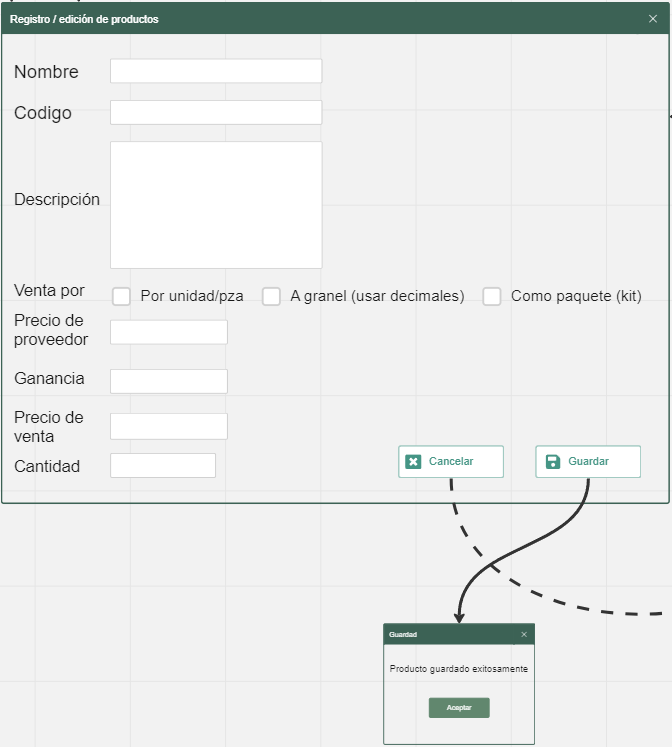 Registro / edición de productos
Nombre
Codigo
Descripción
Venta por
Por unidad/pza
A granel (usar decimales)
Como paquete (kit)
Precio de
proveedor
Ganancia
Precio de
venta
Cantidad
Cancelar
Guardar
Guardad
Producto guardado exitosamente
Aceptar